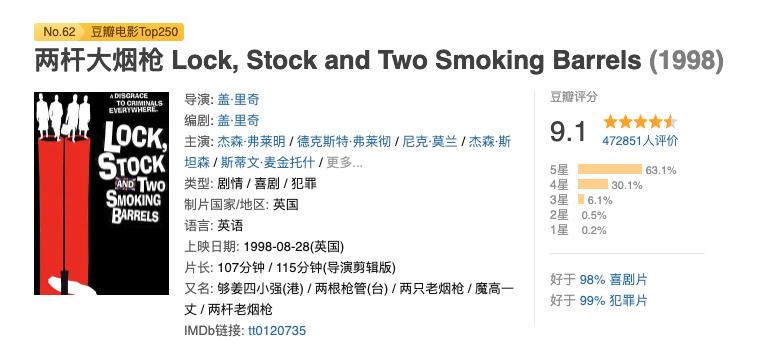 No.62 豆瓣电影Top250
两杆大烟枪 Lock, Stock and Two Smoking Barrels (1998)
A DISGRACE
TO CRIMINALS
EVERYWHERE.
LOCK,
STOCK
AND TWO
SMOKING
BARRELS
导演: 盖·里奇
编剧: 盖·里奇
主演: 杰森·弗莱明 / 德克斯特·弗莱彻 / 尼克·莫兰 / 杰森·斯
坦森 / 斯蒂文·麦金托什 / 更多...
类型: 剧情 / 喜剧 / 犯罪
制片国家/地区: 英国
语言: 英语
上映日期: 1998-08-28(英国)
片长: 107分钟 / 115分钟(导演剪辑版)
又名: 够姜四小强(港) / 两根枪管(台) / 两只老烟枪 / 魔高一
丈 / 两杆老烟枪
IMDb链接: tt0120735
豆瓣评分
9.1
472851人评价
5星 63.1%
4星 30.1%
3星 6.1%
2星 0.5%
1星 0.2%
好于 98% 喜剧片
好于 99% 犯罪片